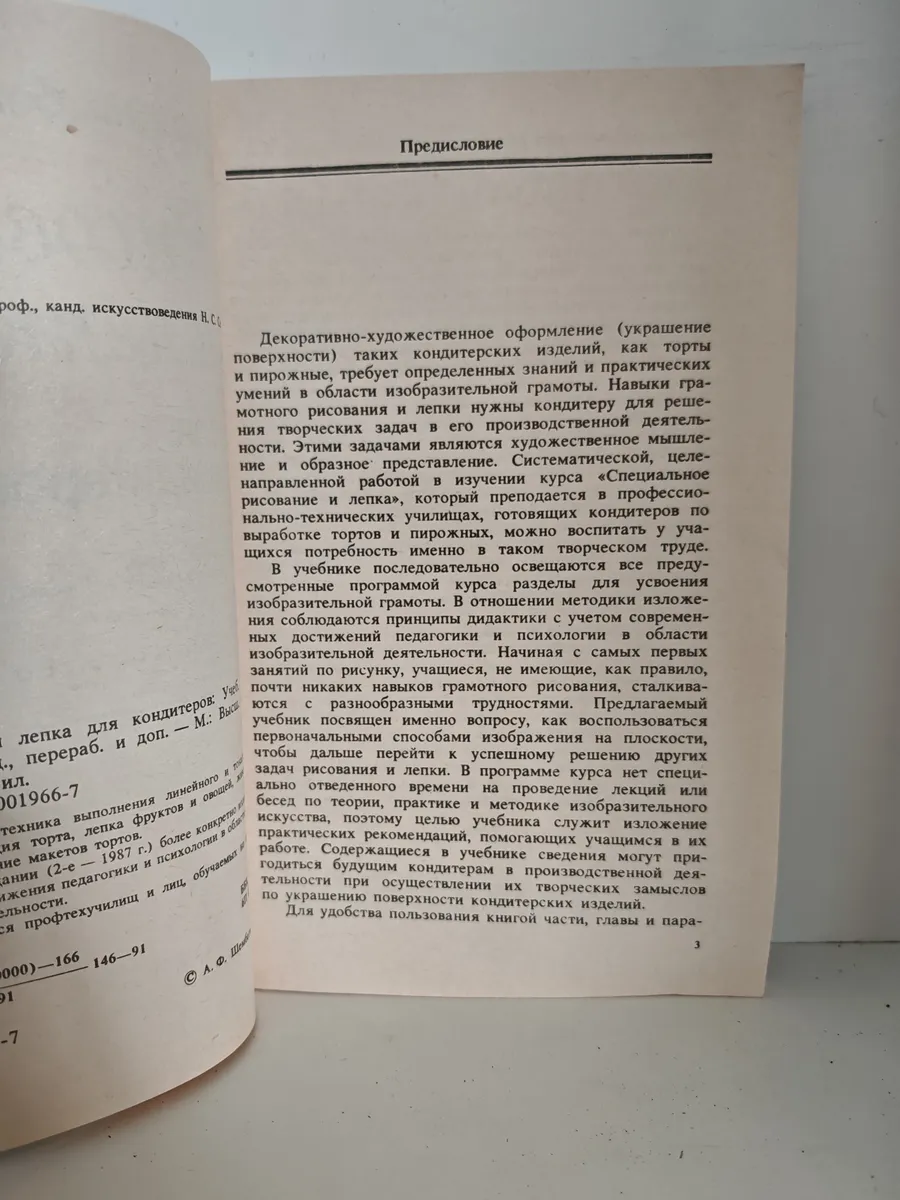 роф., канд. искусствоведения Н. С.
лепка для кондитеров: Учеб.
перераб. и доп. — М.: Высш.
ил.
001966-7
техника выполнения линейного и
ция торта, лепка фруктов и овощей,
ние макетов тортов.
дании (2-е — 1987 г.) более конкретно
ижения педагогики и психологии в
ельности.
ся профтехучилищ и лиц, обучаемых
0000)—166
146—91
91
-7
© А. Ф.
Предисловие
Декоративно-художественное оформление (украшение
поверхности) таких кондитерских изделий, как торты
и пирожные, требует определенных знаний и практических
умений в области изобразительной грамоты. Навыки гра-
мотного рисования и лепки нужны кондитеру для реше-
ния творческих задач в его производственной деятель-
ности. Этими задачами являются художественное мышле-
ние и образное представление. Систематической, целе-
направленной работой в изучении курса «Специальное
рисование и лепка», который преподается в профессио-
нально-технических училищах, готовящих кондитеров по
выработке тортов и пирожных, можно воспитать у уча-
щихся потребность именно в таком творческом труде.
В учебнике последовательно освещаются все преду-
смотренные программой курса разделы для усвоения
изобразительной грамоты. В отношении методики изложе-
ния соблюдаются принципы дидактики с учетом современ-
ных достижений педагогики и психологии в области
изобразительной деятельности. Начиная с самых первых
занятий по рисунку, учащиеся, не имеющие, как правило,
почти никаких навыков грамотного рисования, сталкива-
ются с разнообразными трудностями. Предлагаемый
учебник посвящен именно вопросу, как воспользоваться
первоначальными способами изображения на плоскости,
чтобы дальше перейти к успешному решению других
задач рисования и лепки. В программе курса нет специ-
ально отведенного времени на проведение лекций или
бесед по теории, практике и методике изобразительного
искусства, поэтому целью учебника служит изложение
практических рекомендаций, помогающих учащимся в их
работе. Содержащиеся в учебнике сведения могут при-
годиться будущим кондитерам в производственной дея-
тельности при осуществлении их творческих замыслов
по украшению поверхности кондитерских изделий.
Для удобства пользования книгой части, главы и пара-
3